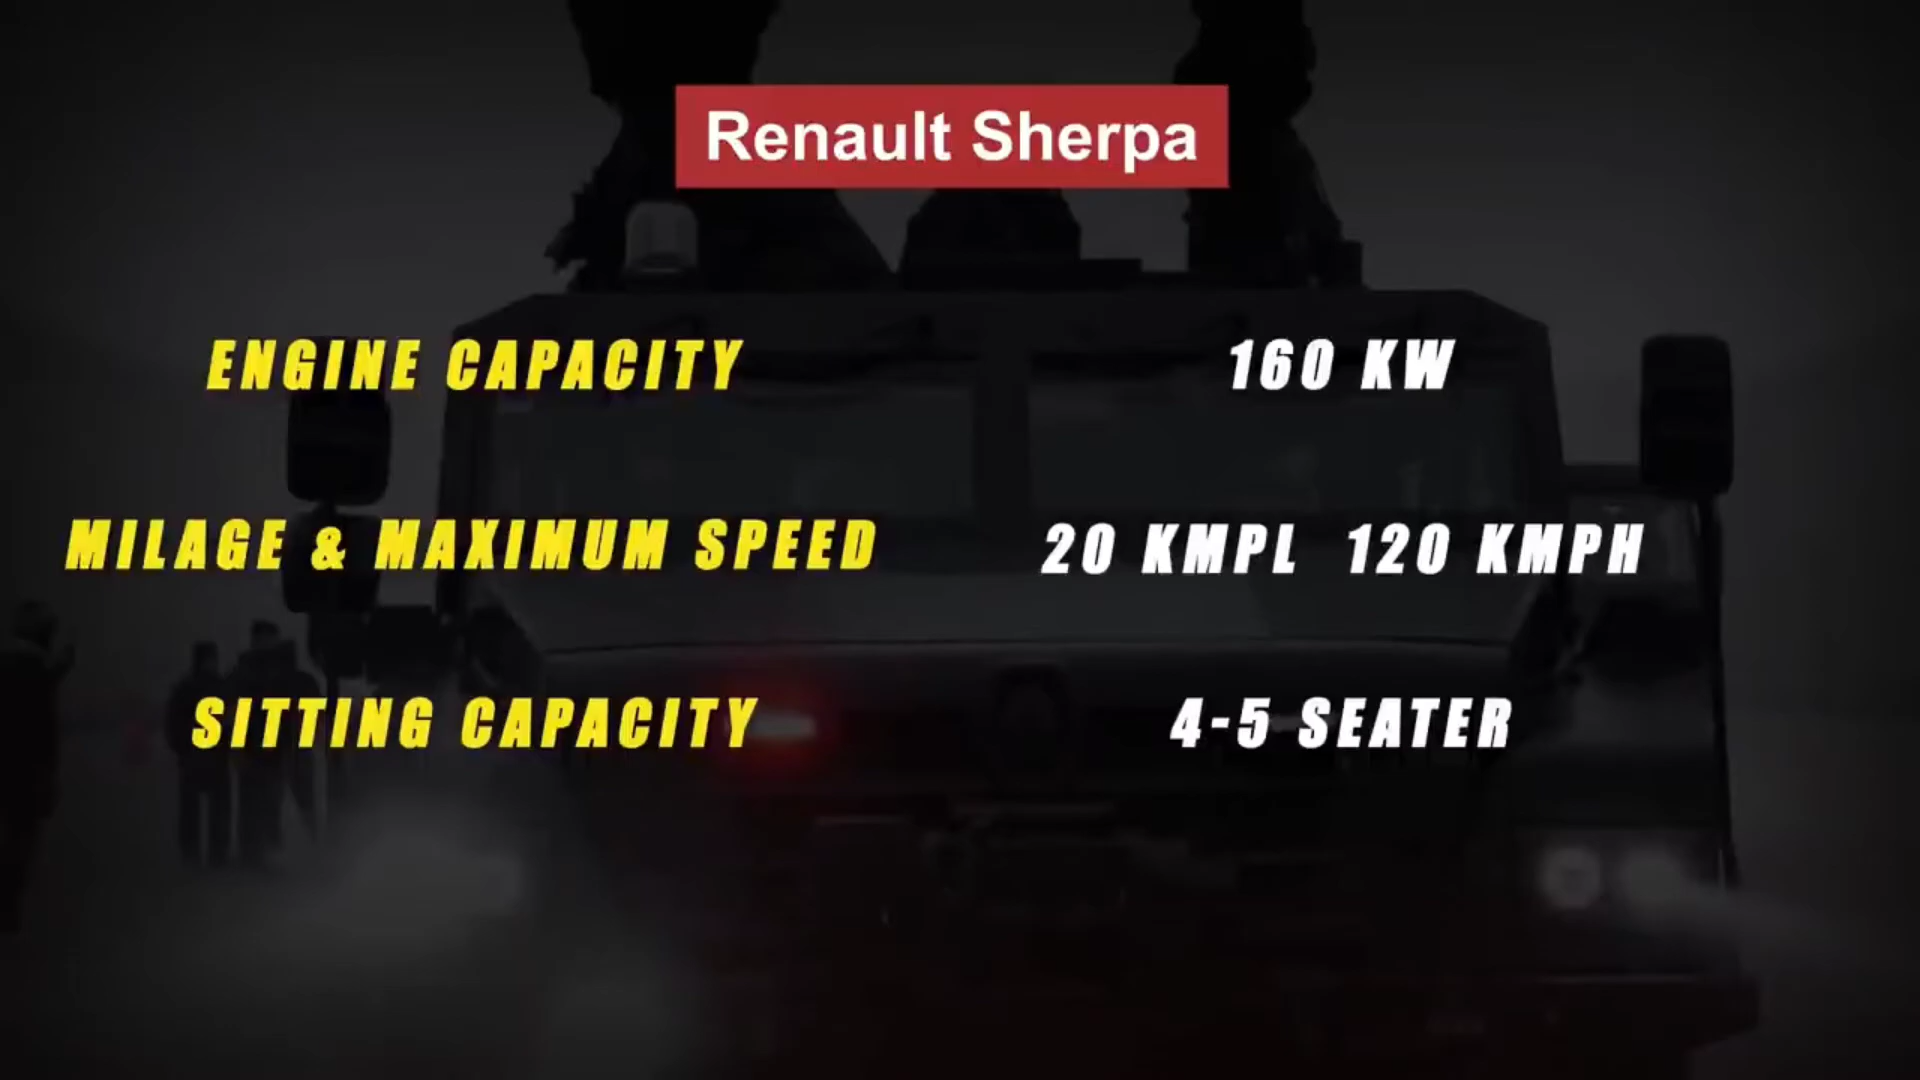 Renault Sherpa
ENGINE CAPACITY 160 KW
MILAGE & MAXIMUM SPEED 20 KMPL 120 KMPH
SITTING CAPACITY 4-5 SEATER